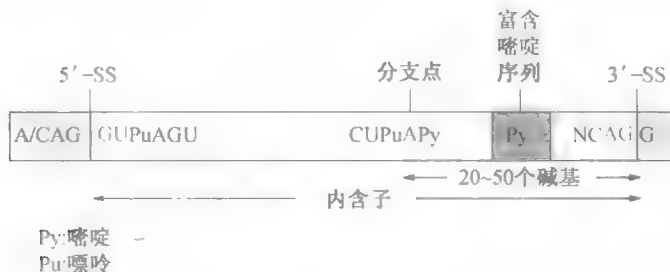 富含
嘧啶
序列
5′-SS 分支点 3′-SS
A/CAG GUPuAGU CUPuAPy Py NCAG G
20~50个碱基
内含子
Py:嘧啶
Pu:嘌呤